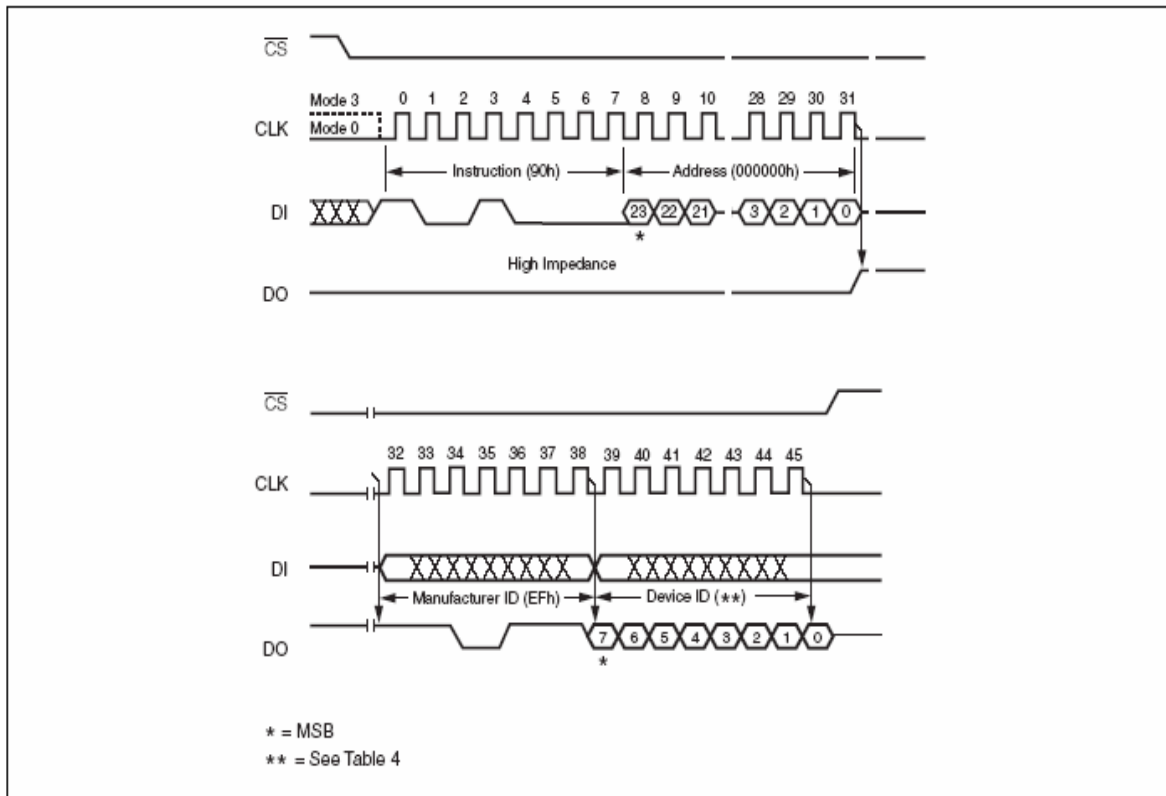 CS
Mode 3
0 1 2 3 4 5 6 7 8 9 10 28 29 30 31
CLK
Mode 0
Instruction (90h)
Address (000000h)
DI
23 22 21 3 2 1 0
*
High Impedance
DO
CS
32 33 34 35 36 37 38 39 40 41 42 43 44 45
CLK
DI
Manufacturer ID (EFh)
Device ID (**)
DO
7 6 5 4 3 2 1 0
*
* = MSB
** = See Table 4